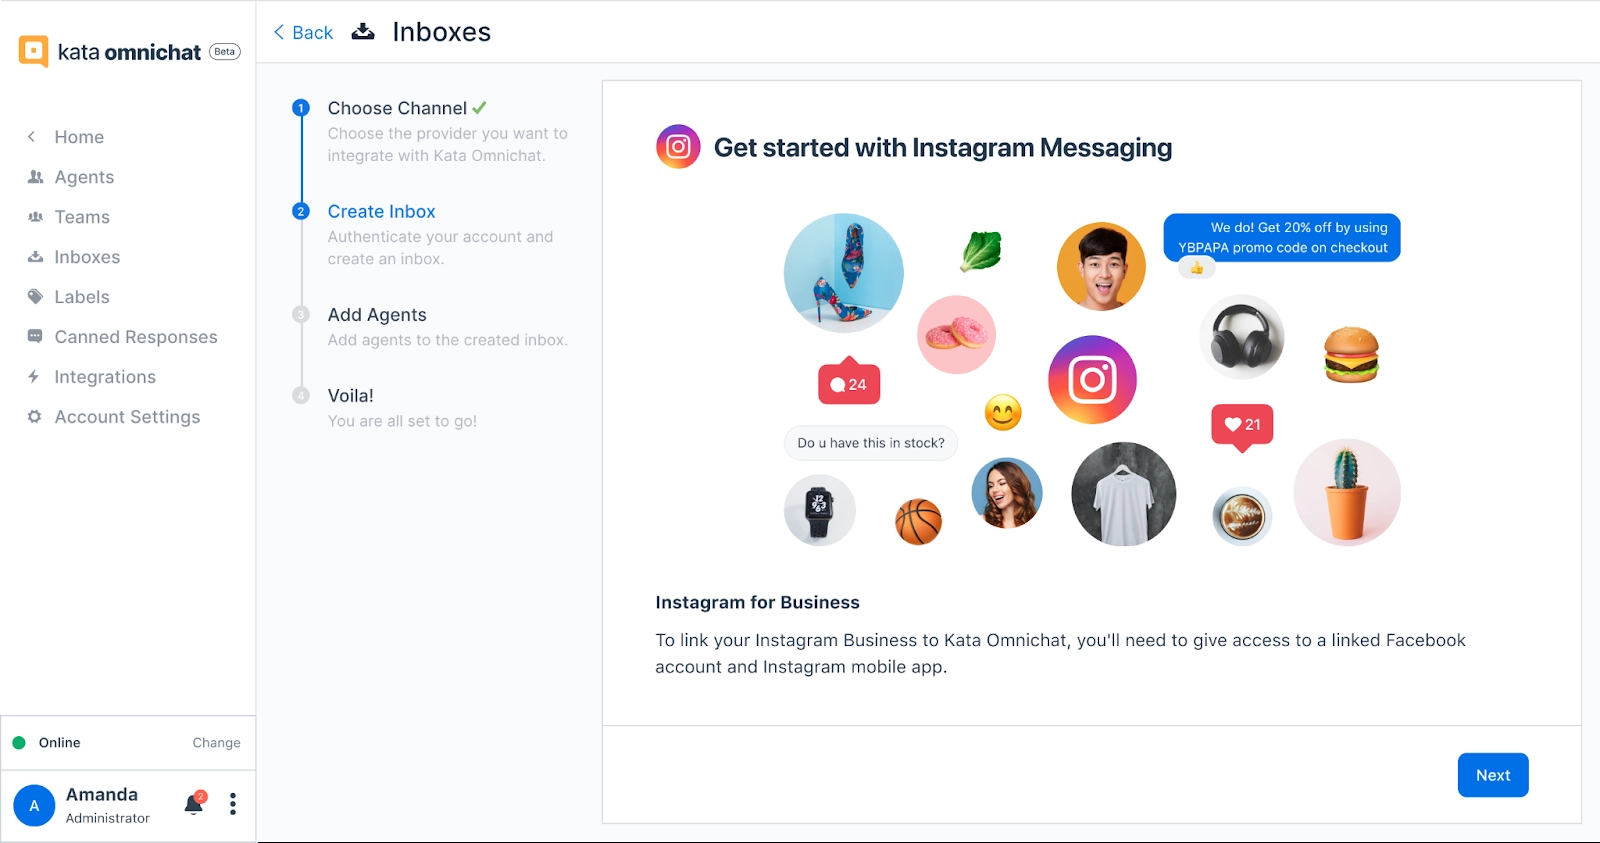 kata omnichat Beta
Home
Agents
Teams
Inboxes
Labels
Canned Responses
Integrations
Account Settings
Online Change
A
Amanda
Administrator
2
Back Inboxes
1 Choose Channel
Choose the provider you want to
integrate with Kata Omnichat.
2 Create Inbox
Authenticate your account and
create an inbox.
3 Add Agents
Add agents to the created inbox.
4 Voila!
You are all set to go!
Get started with Instagram Messaging
We do! Get 20% off by using
YBPAPA promo code on checkout
24
21
Do u have this in stock?
12
Instagram for Business
To link your Instagram Business to Kata Omnichat, you'll need to give access to a linked Facebook
account and Instagram mobile app.
Next